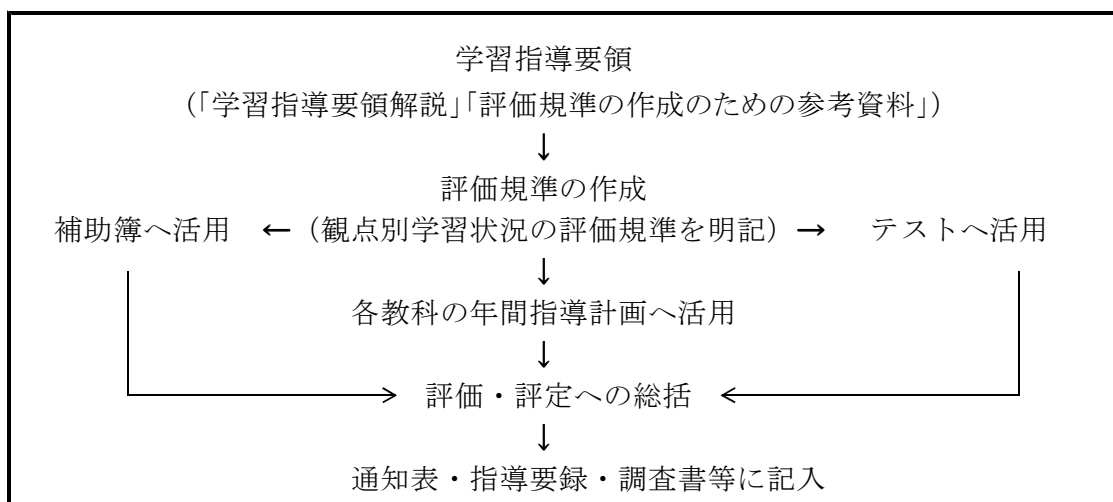 学習指導要領
（「学習指導要領解説」「評価規準の作成のための参考資料」）
↓
評価規準の作成
補助簿へ活用 ←（観点別学習状況の評価規準を明記）→ テストへ活用
↓
各教科の年間指導計画へ活用
↓
評価・評定への総括
↓
通知表・指導要録・調査書等に記入